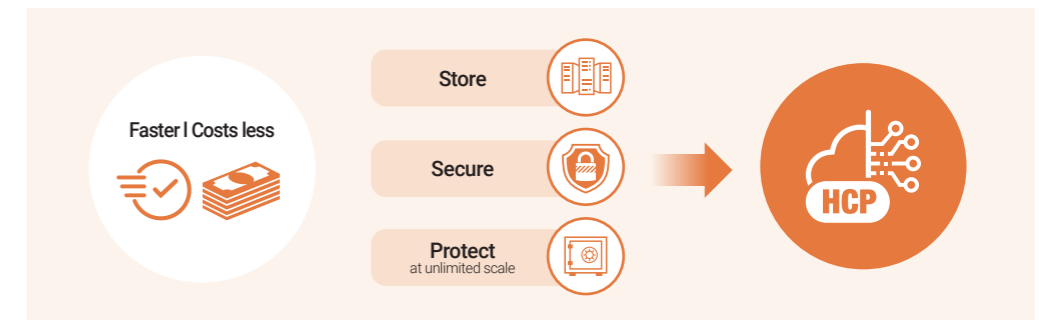 Faster | Costs less
Store
Secure
Protect
at unlimited scale
HCP